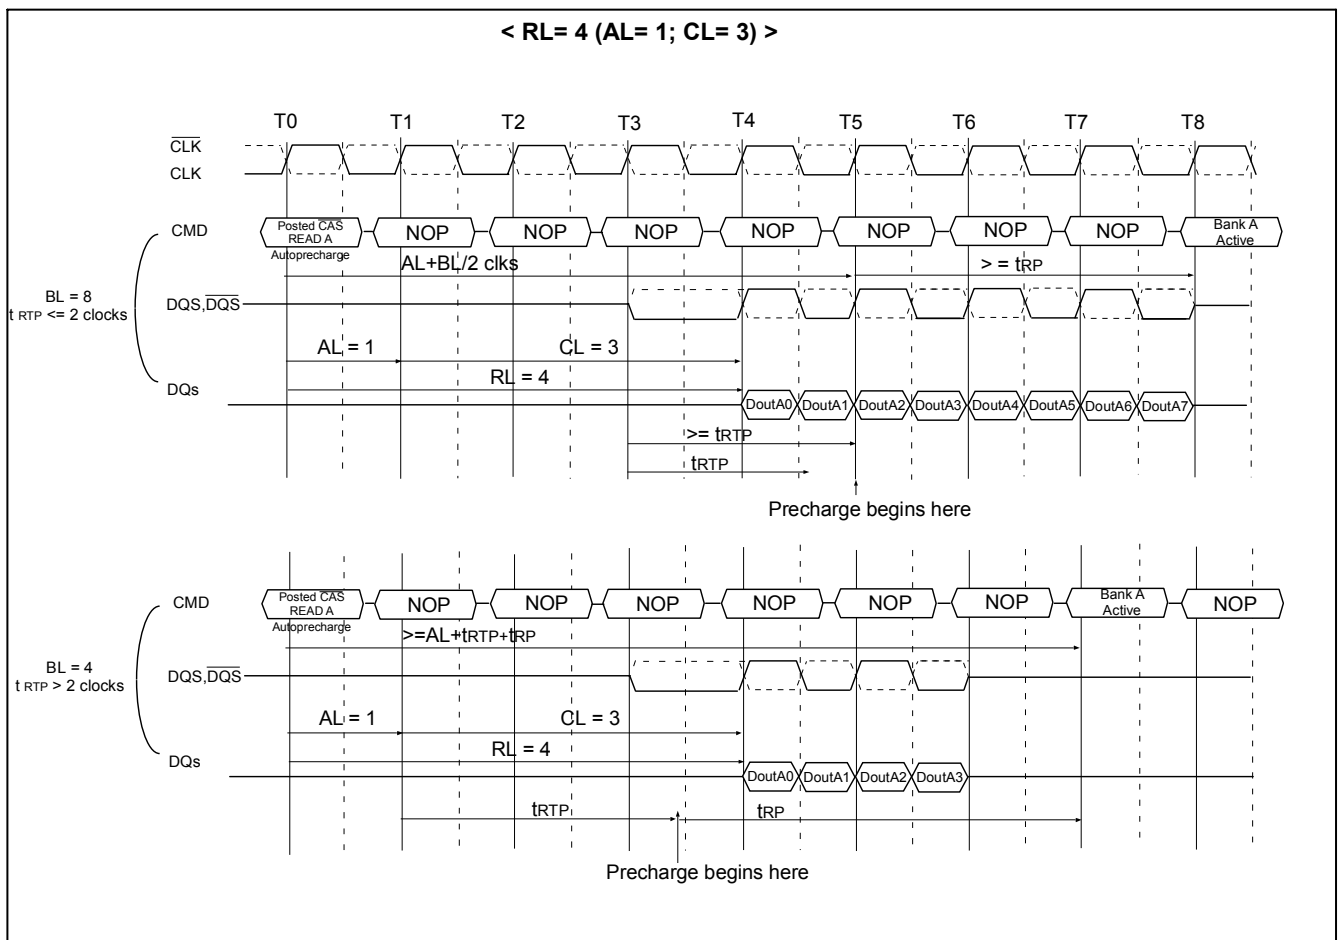 < RL= 4 (AL= 1; CL= 3) >
T0 T1 T2 T3 T4 T5 T6 T7 T8
CLK
CLK
CMD
Posted CAS
READ A
Autoprecharge
NOP NOP NOP NOP NOP NOP NOP
Bank A
Active
AL+BL/2 clks
> = tRP
BL = 8
t RTP <= 2 clocks
DQS,DQS
AL = 1
CL = 3
RL = 4
DQs
DoutA0 DoutA1 DoutA2 DoutA3 DoutA4 DoutA5 DoutA6 DoutA7
>= tRTP
tRTP
Precharge begins here
CMD
Posted CAS
READ A
Autoprecharge
NOP NOP NOP NOP NOP NOP
Bank A
Active
NOP
>=AL+tRTP+tRP
BL = 4
t RTP > 2 clocks
DQS,DQS
AL = 1
CL = 3
RL = 4
DQs
DoutA0 DoutA1 DoutA2 DoutA3
tRTP
tRP
Precharge begins here